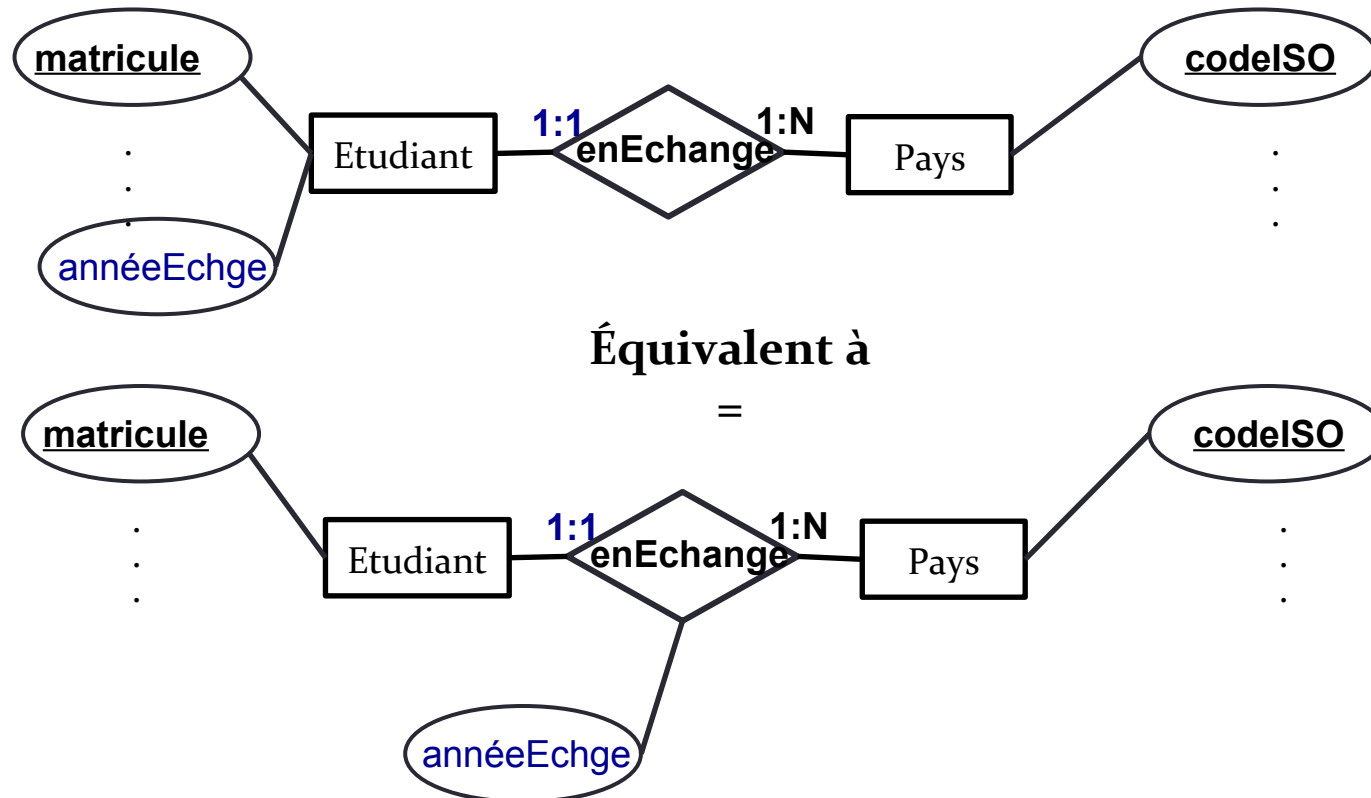 matricule
codeISO
1:1
1:N
Etudiant
enEchange
Pays
.
.
.
.
.
.
annéeEchge
Équivalent à
=
matricule
codeISO
1:1
1:N
Etudiant
enEchange
Pays
.
.
.
.
.
.
annéeEchge